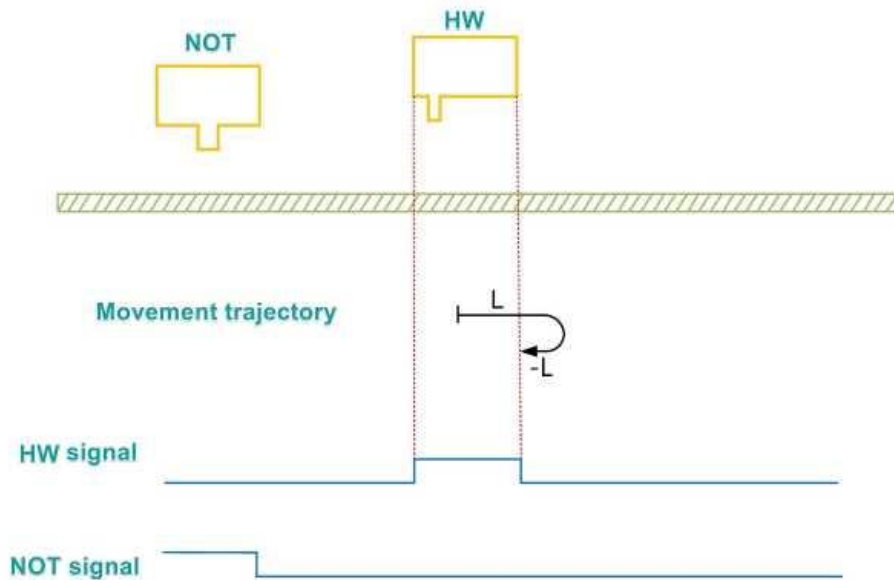 HW
NOT
Movement trajectory
L
-L
HW signal
NOT signal